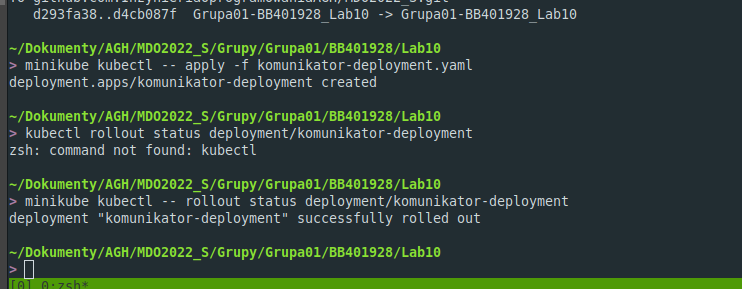 d293fa38..d4cb087f  Grupa01-BB401928_Lab10 -> Grupa01-BB401928_Lab10
~/Dokumenty/AGH/MDO2022_S/Grupy/Grupa01/BB401928/Lab10
> minikube kubectl -- apply -f komunikator-deployment.yaml
deployment.apps/komunikator-deployment created
~/Dokumenty/AGH/MDO2022_S/Grupy/Grupa01/BB401928/Lab10
> kubectl rollout status deployment/komunikator-deployment
zsh: command not found: kubectl
~/Dokumenty/AGH/MDO2022_S/Grupy/Grupa01/BB401928/Lab10
> minikube kubectl -- rollout status deployment/komunikator-deployment
deployment "komunikator-deployment" successfully rolled out
~/Dokumenty/AGH/MDO2022_S/Grupy/Grupa01/BB401928/Lab10
>
[0] 0:zsh*